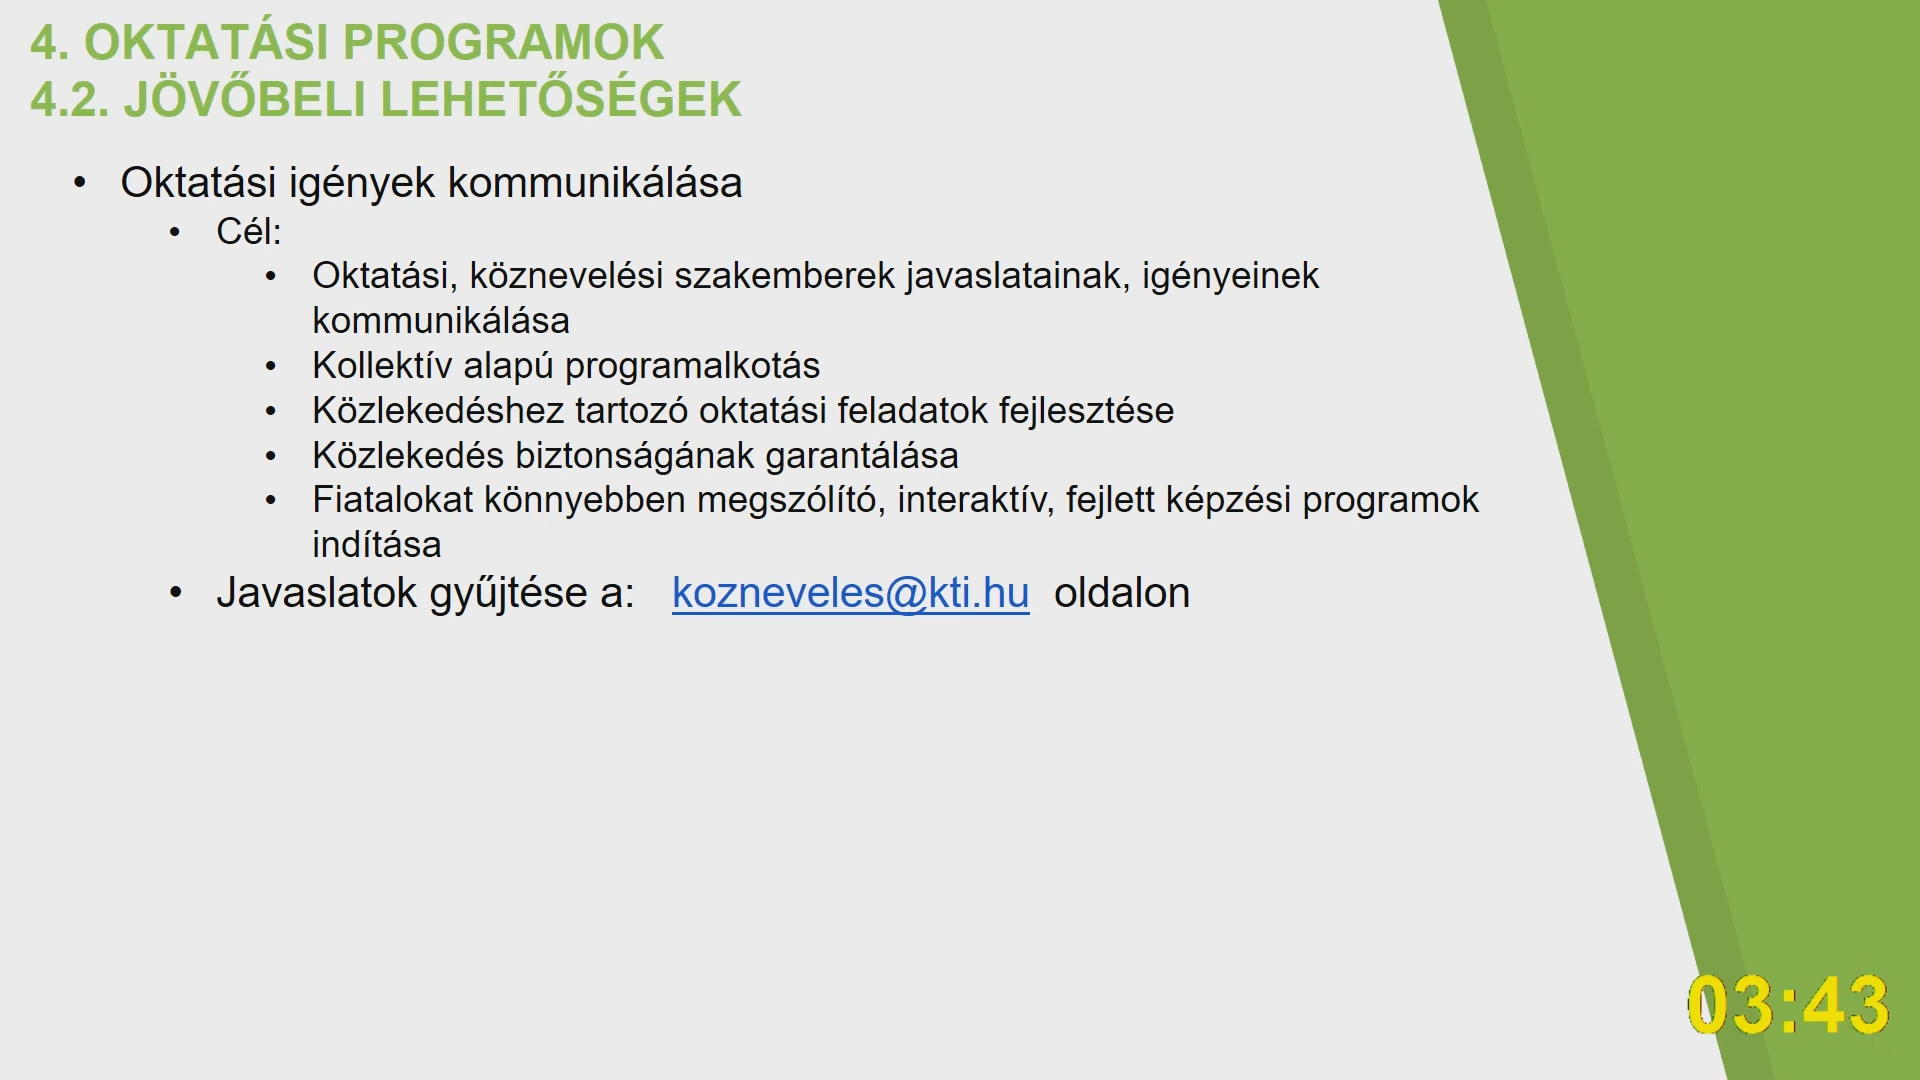 4. OKTATÁSI PROGRAMOK
4.2. JÖVŐBELI LEHETŐSÉGEK
• Oktatási igények kommunikálása
• Cél:
• Oktatási, köznevelési szakemberek javaslatainak, igényeinek
kommunikálása
• Kollektív alapú programalkotás
• Közlekedéshez tartozó oktatási feladatok fejlesztése
• Közlekedés biztonságának garantálása
• Fiatalokat könnyebben megszólító, interaktív, fejlett képzési programok
indítása
• Javaslatok gyűjtése a: kozneveles@kti.hu oldalon
03:43